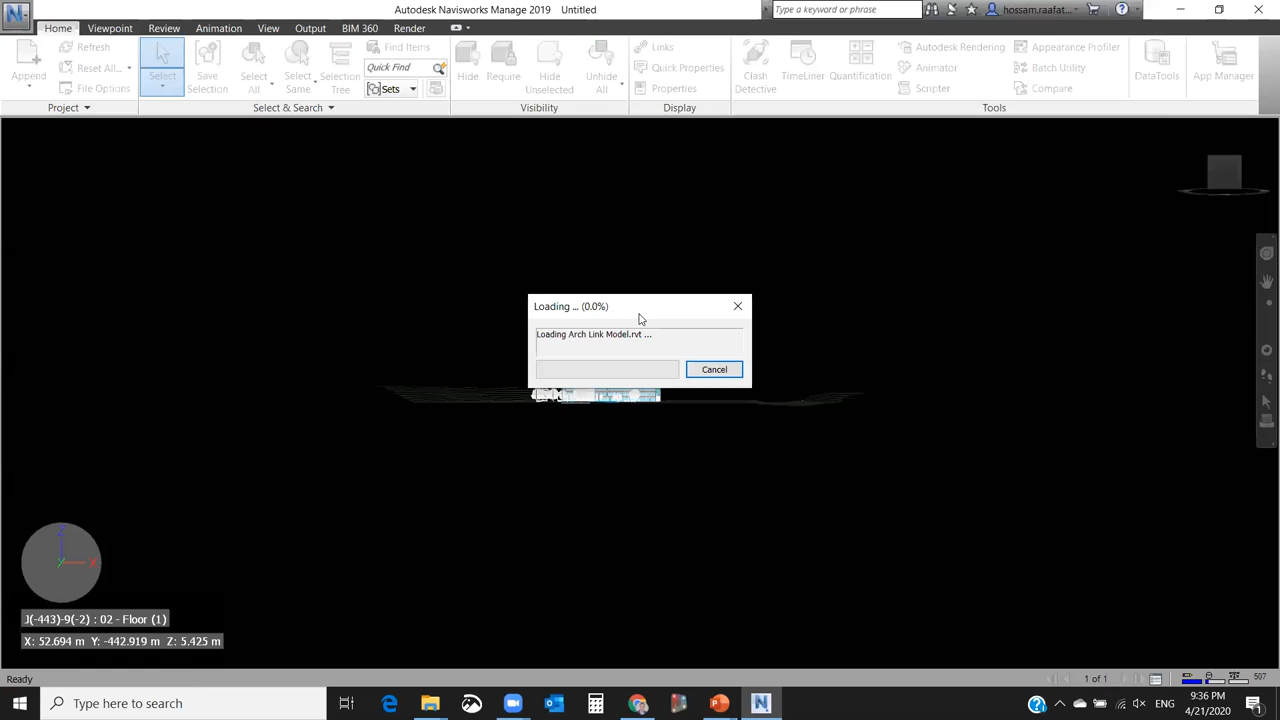 Autodesk Navisworks Manage 2019 Untitled
Type a keyword or phrase
hossam.raafat...
Home Viewpoint Review Animation View Output BIM 360 Render
Append
Refresh
Reset All...
File Options
Project
Select
Save Selection
Select All
Select Same
Selection Tree
Find Items
Quick Find
Sets
Select & Search
Hide
Require
Hide Unselected
Unhide All
Visibility
Links
Quick Properties
Properties
Display
Clash Detective
TimeLiner
Quantification
Autodesk Rendering
Animator
Scripter
Appearance Profiler
Batch Utility
Compare
DataTools
App Manager
Tools
Loading ... (0.0%)
Loading Arch Link Model.rvt ...
Cancel
Z
Y
X
J(-443)-9(-2) : 02 - Floor (1)
X: 52.694 m Y: -442.919 m Z: 5.425 m
Ready
1 of 1
507
Type here to search
ENG
9:36 PM
4/21/2020
1